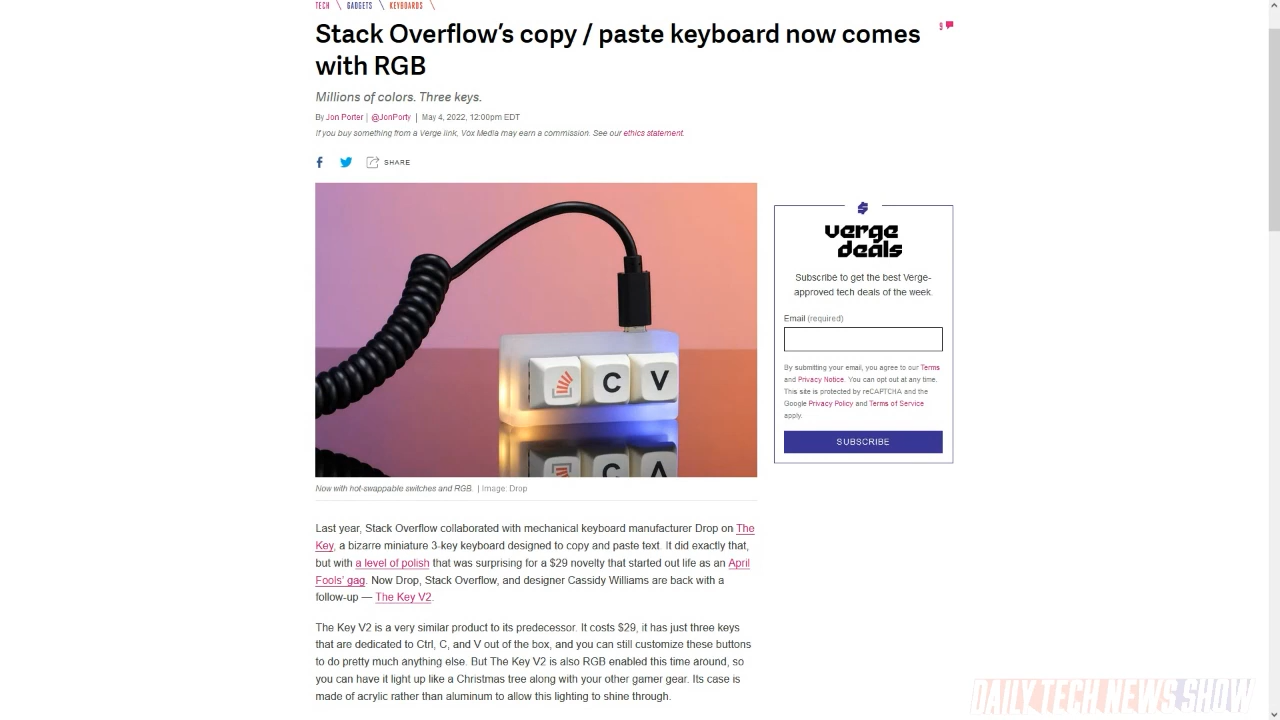 TECH \ GADGETS \ KEYBOARDS \
Stack Overflow’s copy / paste keyboard now comes
with RGB
9
Millions of colors. Three keys.
By Jon Porter | @JonPorty | May 4, 2022, 12:00pm EDT
If you buy something from a Verge link, Vox Media may earn a commission. See our ethics statement.
SHARE
C V
C V
Now with hot-swappable switches and RGB. | Image: Drop
verge
deals
Subscribe to get the best Verge-
approved tech deals of the week.
Email (required)
By submitting your email, you agree to our Terms
and Privacy Notice. You can opt out at any time.
This site is protected by reCAPTCHA and the
Google Privacy Policy and Terms of Service
apply.
SUBSCRIBE
Last year, Stack Overflow collaborated with mechanical keyboard manufacturer Drop on The
Key, a bizarre miniature 3-key keyboard designed to copy and paste text. It did exactly that,
but with a level of polish that was surprising for a $29 novelty that started out life as an April
Fools’ gag. Now Drop, Stack Overflow, and designer Cassidy Williams are back with a
follow-up — The Key V2.
The Key V2 is a very similar product to its predecessor. It costs $29, it has just three keys
that are dedicated to Ctrl, C, and V out of the box, and you can still customize these buttons
to do pretty much anything else. But The Key V2 is also RGB enabled this time around, so
you can have it light up like a Christmas tree along with your other gamer gear. Its case is
made of acrylic rather than aluminum to allow this lighting to shine through.
DAILY TECH NEWS SHOW